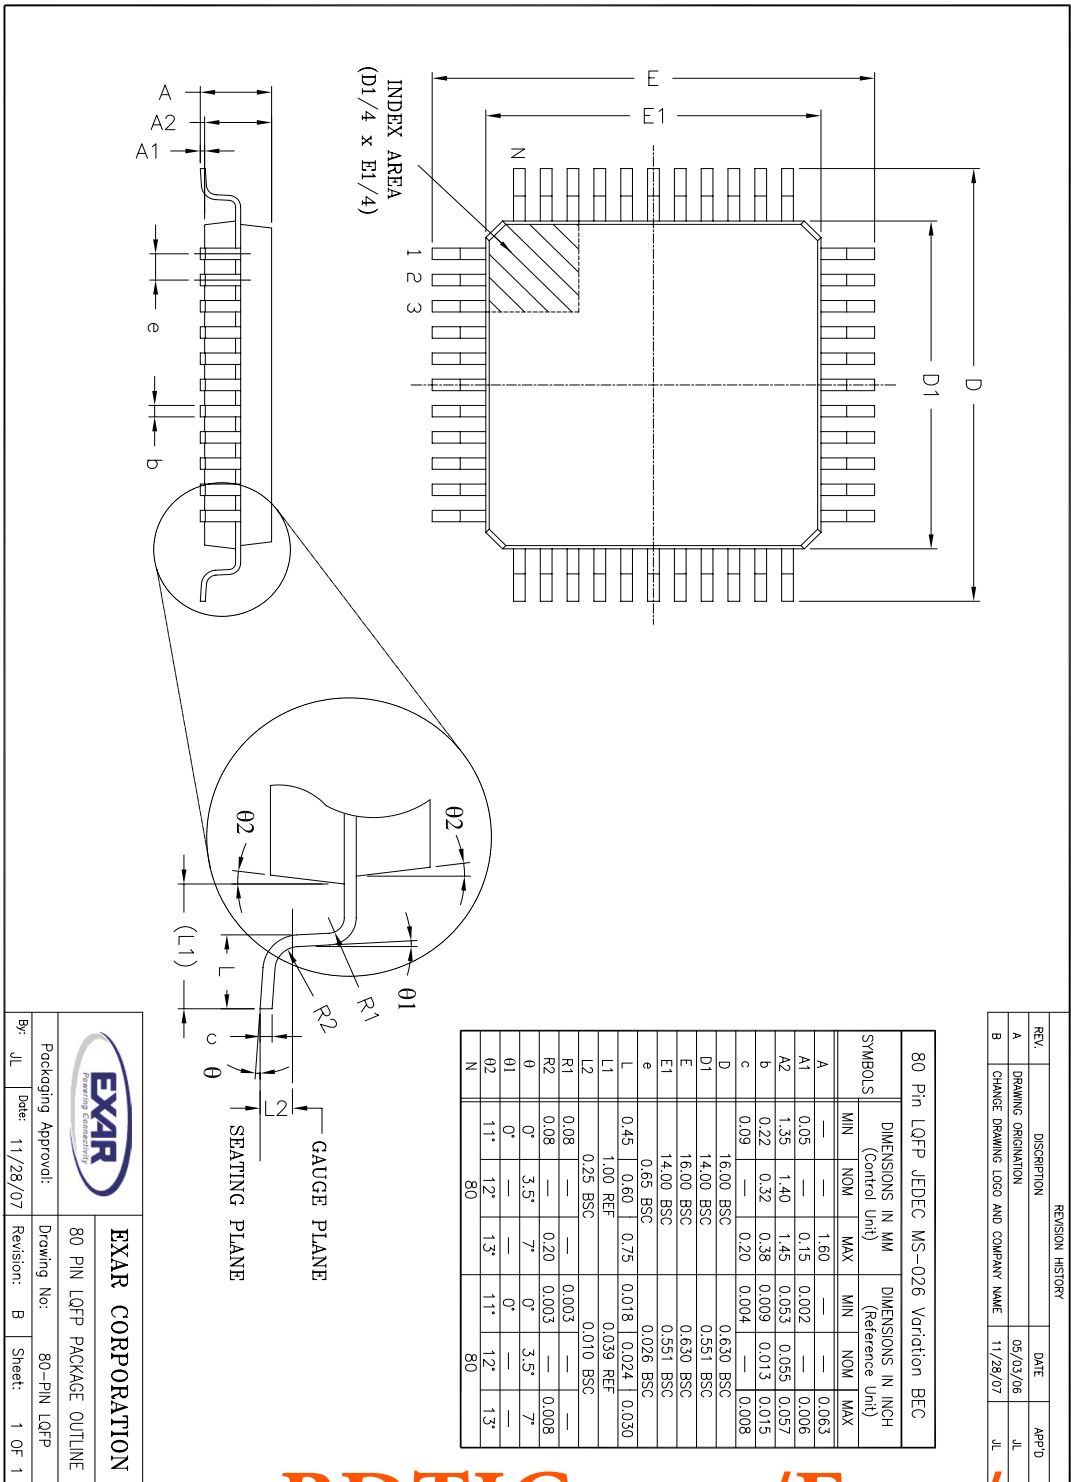 REVISION HISTORY
REV. DISCRIPTION DATE APP'D
A DRAWING ORIGINATION 05/03/06 JL
B CHANGE DRAWING LOGO AND COMPANY NAME 11/28/07 JL
D
D1
E
E1
N
1 2 3
INDEX AREA
(D1/4 x E1/4)
A
A2
A1
e
b
θ2
θ2
θ1
R1
R2
L
(L1)
c
θ
L2
GAUGE PLANE
SEATING PLANE
80 Pin LQFP JEDEC MS-026 Variation BEC
SYMBOLS DIMENSIONS IN MM (Control Unit) DIMENSIONS IN INCH (Reference Unit)
MIN NOM MAX MIN NOM MAX
A — — 1.60 — — 0.063
A1 0.05 — 0.15 0.002 — 0.006
A2 1.35 1.40 1.45 0.053 0.055 0.057
b 0.22 0.32 0.38 0.009 0.013 0.015
c 0.09 — 0.20 0.004 — 0.008
D 16.00 BSC 0.630 BSC
D1 14.00 BSC 0.551 BSC
E 16.00 BSC 0.630 BSC
E1 14.00 BSC 0.551 BSC
e 0.65 BSC 0.026 BSC
L 0.45 0.60 0.75 0.018 0.024 0.030
L1 1.00 REF 0.039 REF
L2 0.25 BSC 0.010 BSC
R1 0.08 — — 0.003 — —
R2 0.08 — 0.20 0.003 — 0.008
θ 0° 3.5° 7° 0° 3.5° 7°
θ1 0° — — 0° — —
θ2 11° 12° 13° 11° 12° 13°
N 80 80
EXAR
Powering Connectivity
EXAR CORPORATION
80 PIN LQFP PACKAGE OUTLINE
Packaging Approval:
Drawing No: 80-PIN LQFP
By: JL Date: 11/28/07 Revision: B Sheet: 1 OF 1